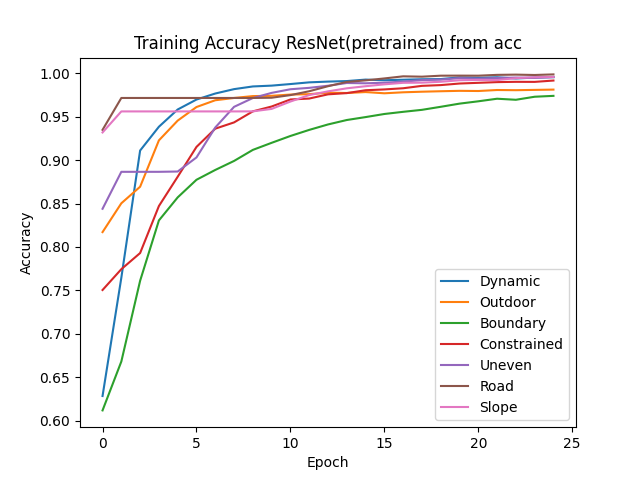 Training Accuracy ResNet(pretrained) from acc
Accuracy
1.00
0.95
0.90
0.85
0.80
0.75
0.70
0.65
0.60
0
5
10
15
20
25
Epoch
Dynamic
Outdoor
Boundary
Constrained
Uneven
Road
Slope